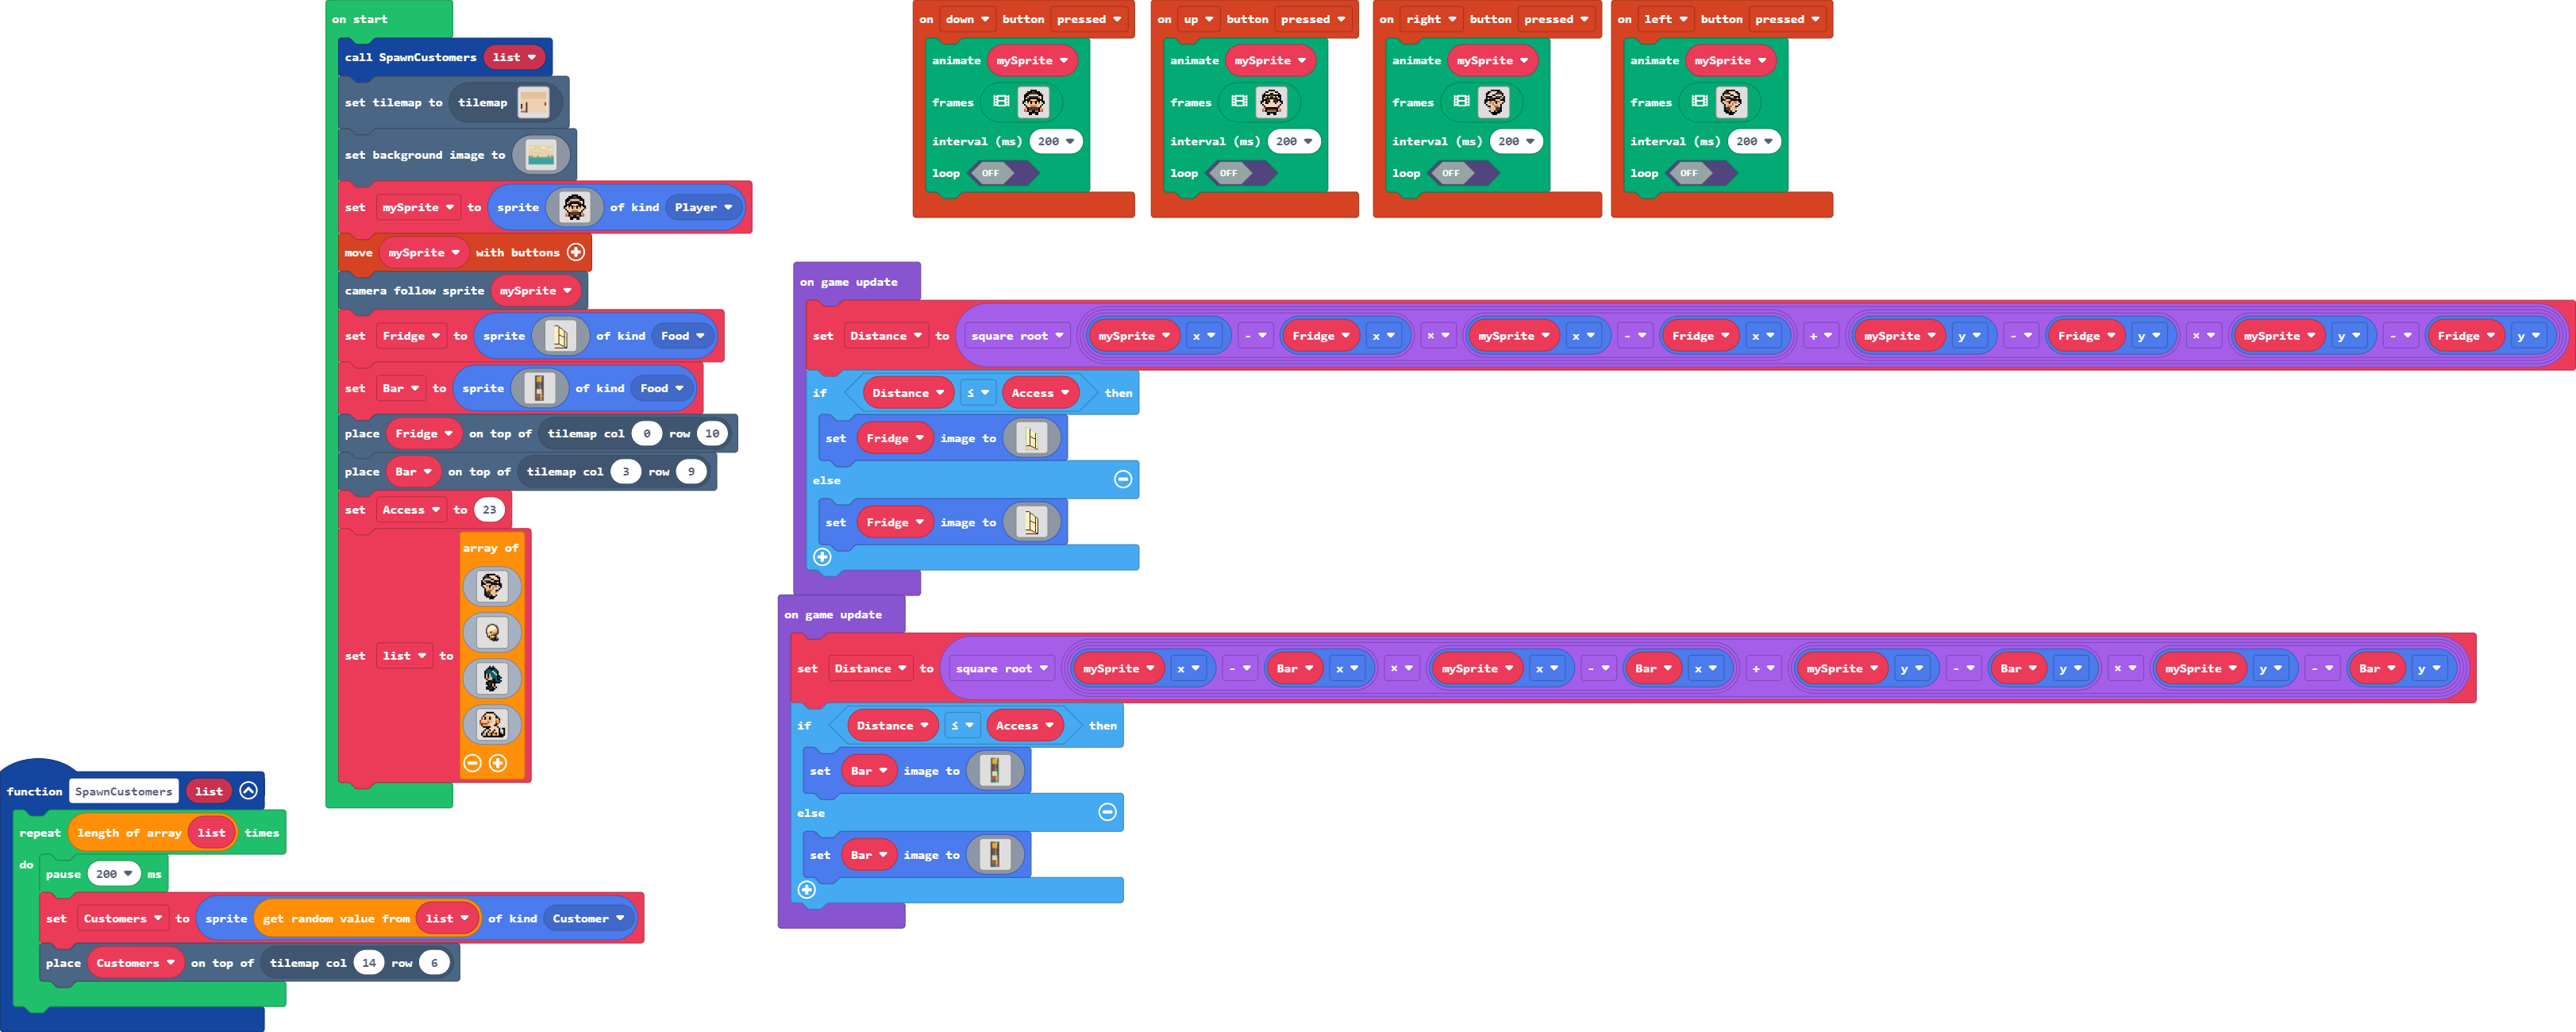 on start
call SpawnCustomers list
set tilemap to tilemap
set background image to
set mySprite to sprite of kind Player
move mySprite with buttons
camera follow sprite mySprite
set Fridge to sprite of kind Food
set Bar to sprite of kind Food
place Fridge on top of tilemap col 0 row 10
place Bar on top of tilemap col 3 row 9
set Access to 23
set list to array of
function SpawnCustomers list
repeat length of array list times
do
pause 200 ms
set Customers to sprite get random value from list of kind Customer
place Customers on top of tilemap col 14 row 6
on down button pressed
animate mySprite
frames
interval (ms) 200
loop OFF
on up button pressed
animate mySprite
frames
interval (ms) 200
loop OFF
on right button pressed
animate mySprite
frames
interval (ms) 200
loop OFF
on left button pressed
animate mySprite
frames
interval (ms) 200
loop OFF
on game update
set Distance to square root mySprite x - Fridge x × mySprite x - Fridge x + mySprite y - Fridge y × mySprite y - Fridge y
if Distance ≤ Access then
set Fridge image to
else
set Fridge image to
on game update
set Distance to square root mySprite x - Bar x × mySprite x - Bar x + mySprite y - Bar y × mySprite y - Bar y
if Distance ≤ Access then
set Bar image to
else
set Bar image to